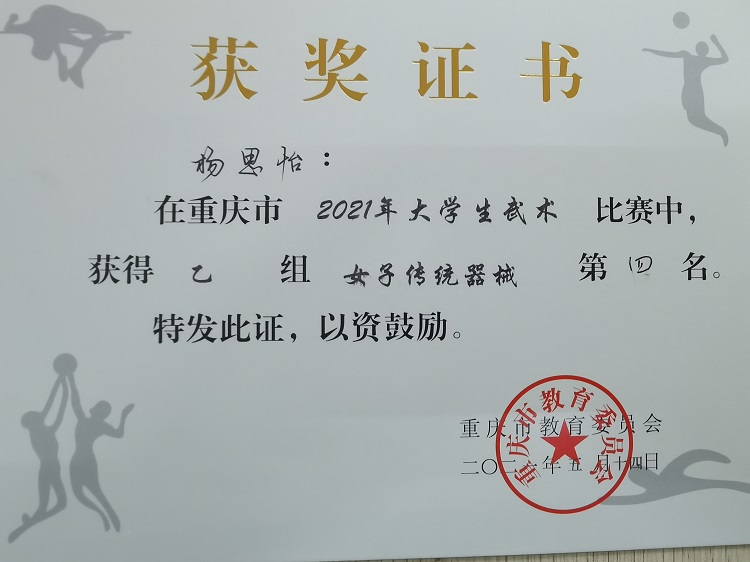 获奖证书
杨思怡：
在重庆市 2021年大学生武术 比赛中，
获得 乙 组 女子传统器械 第 四 名。
特发此证，以资鼓励。
重庆市教育委员会
二〇二 年五月十四日
重庆市教育委员会